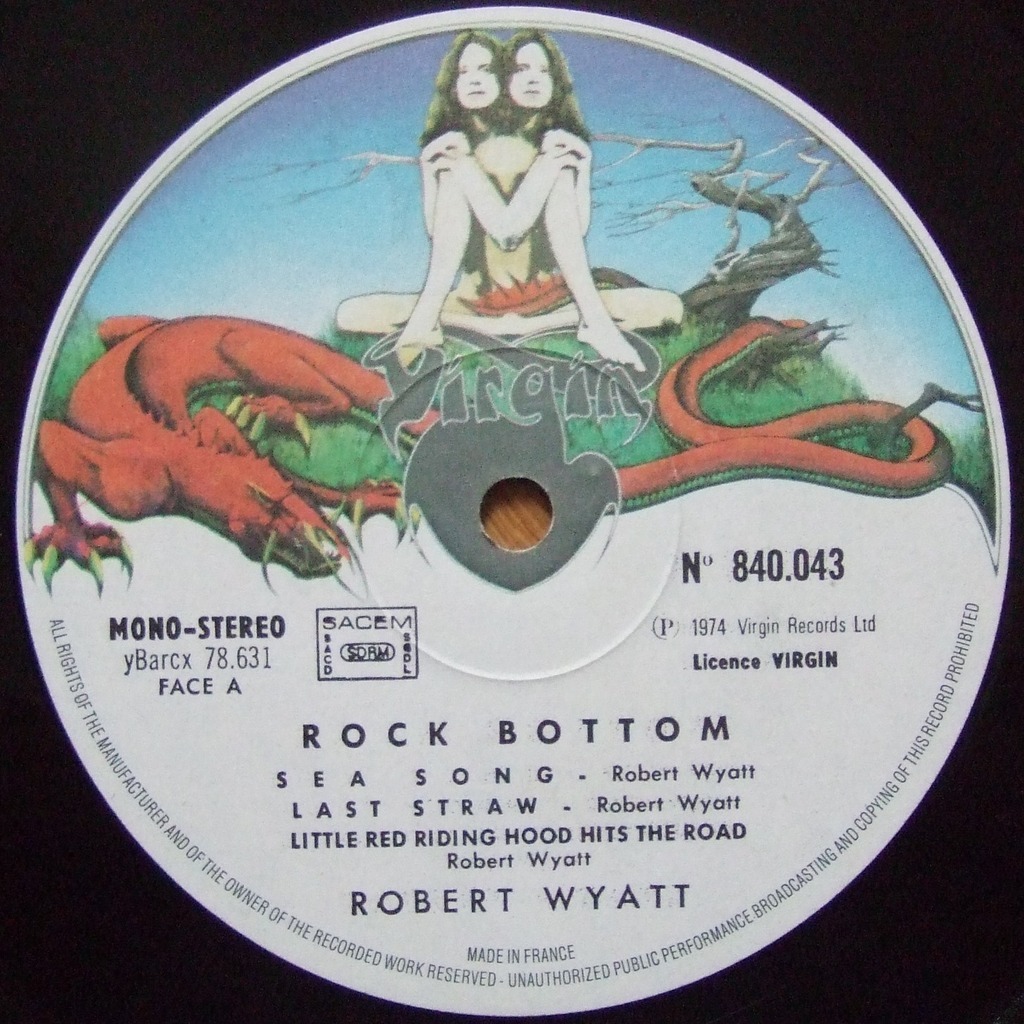 Virgin
Nº 840.043
MONO-STEREO
yBarcx 78.631
FACE A
SACEM
SACD
SDRM
SGDL
(P) 1974 Virgin Records Ltd
Licence VIRGIN
ROCK BOTTOM
SEA SONG - Robert Wyatt
LAST STRAW - Robert Wyatt
LITTLE RED RIDING HOOD HITS THE ROAD
Robert Wyatt
ROBERT WYATT
MADE IN FRANCE
ALL RIGHTS OF THE MANUFACTURER AND OF THE OWNER OF THE RECORDED WORK RESERVED - UNAUTHORIZED PUBLIC PERFORMANCE BROADCASTING AND COPYING OF THIS RECORD PROHIBITED